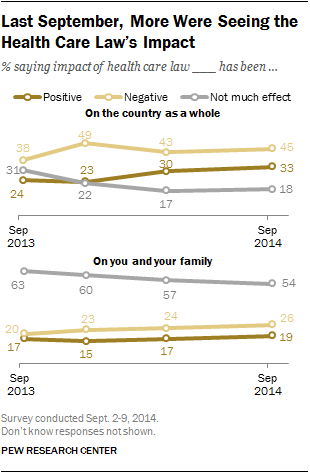 Last September, More Were Seeing the
Health Care Law's Impact
% saying impact of health care law ___ has been ...
Positive Negative Not much effect
On the country as a whole
38 49 43 45
31 23 30 33
24 22 17 18
Sep
2013
Sep
2014
On you and your family
63 60 57 54
20 23 24 26
17 15 17 19
Sep
2013
Sep
2014
Survey conducted Sept. 2-9, 2014.
Don't know responses not shown.
PEW RESEARCH CENTER